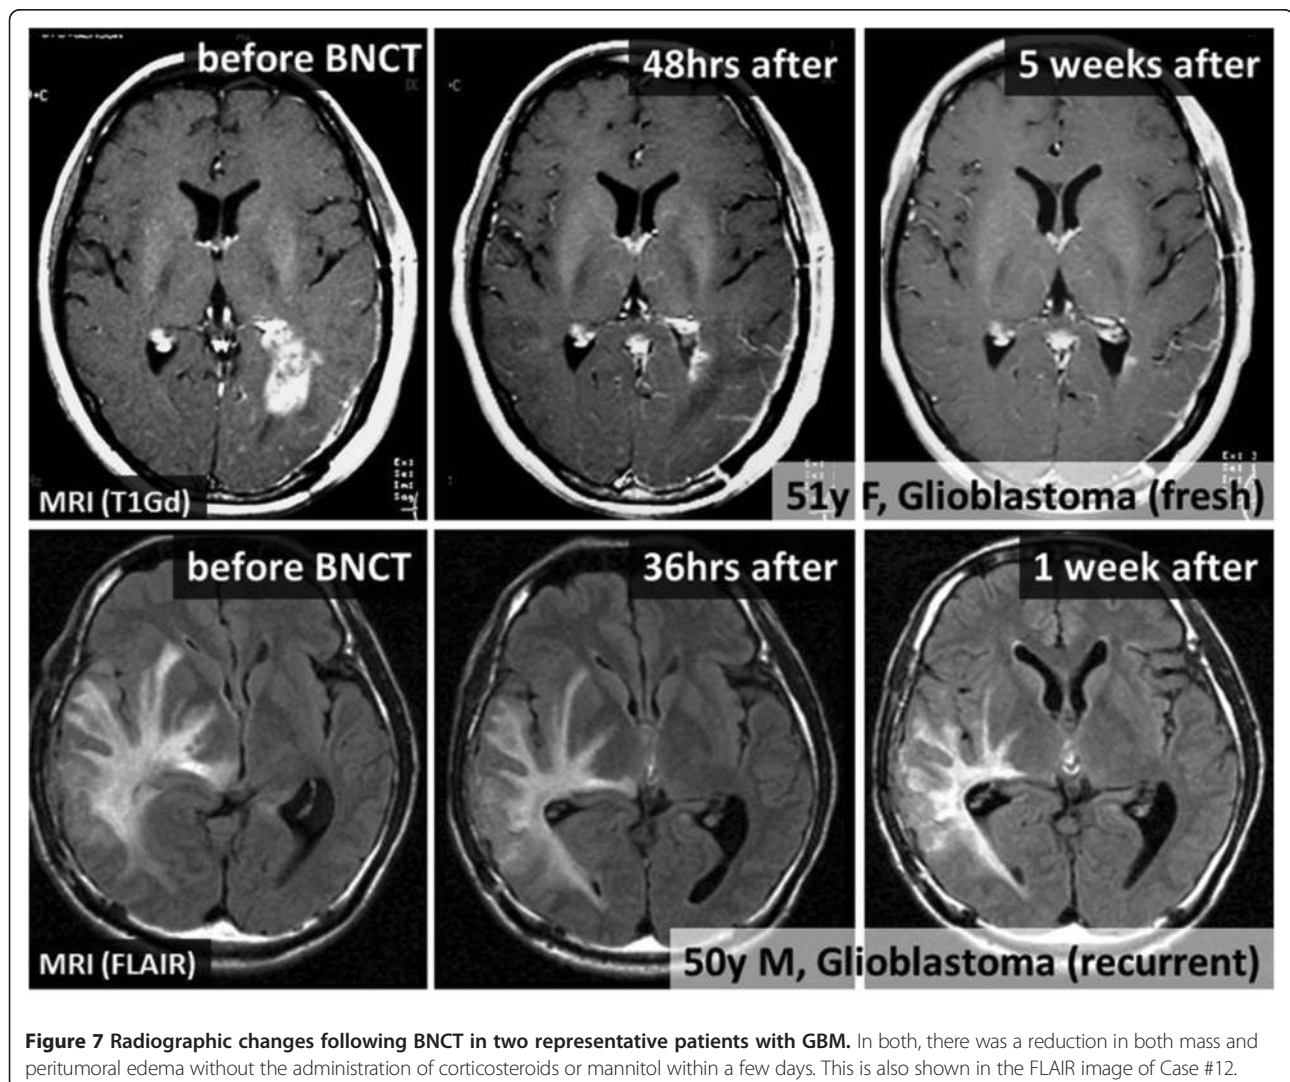 before BNCT
48hrs after
5 weeks after
+C
MRI (T1Gd)
51y F, Glioblastoma (fresh)
before BNCT
36hrs after
1 week after
MRI (FLAIR)
50y M, Glioblastoma (recurrent)
Figure 7 Radiographic changes following BNCT in two representative patients with GBM. In both, there was a reduction in both mass and
peritumoral edema without the administration of corticosteroids or mannitol within a few days. This is also shown in the FLAIR image of Case #12.